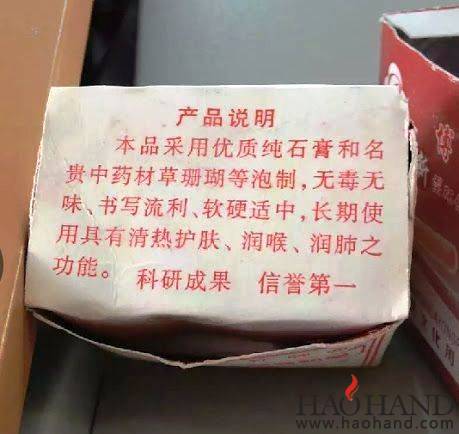 产品说明
本品采用优质纯石膏和名
贵中药材草珊瑚等泡制，无毒无
味、书写流利、软硬适中，长期使
用具有清热护肤、润喉、润肺之
功能。 科研成果 信誉第一
HAOHAND
www.haohand.com